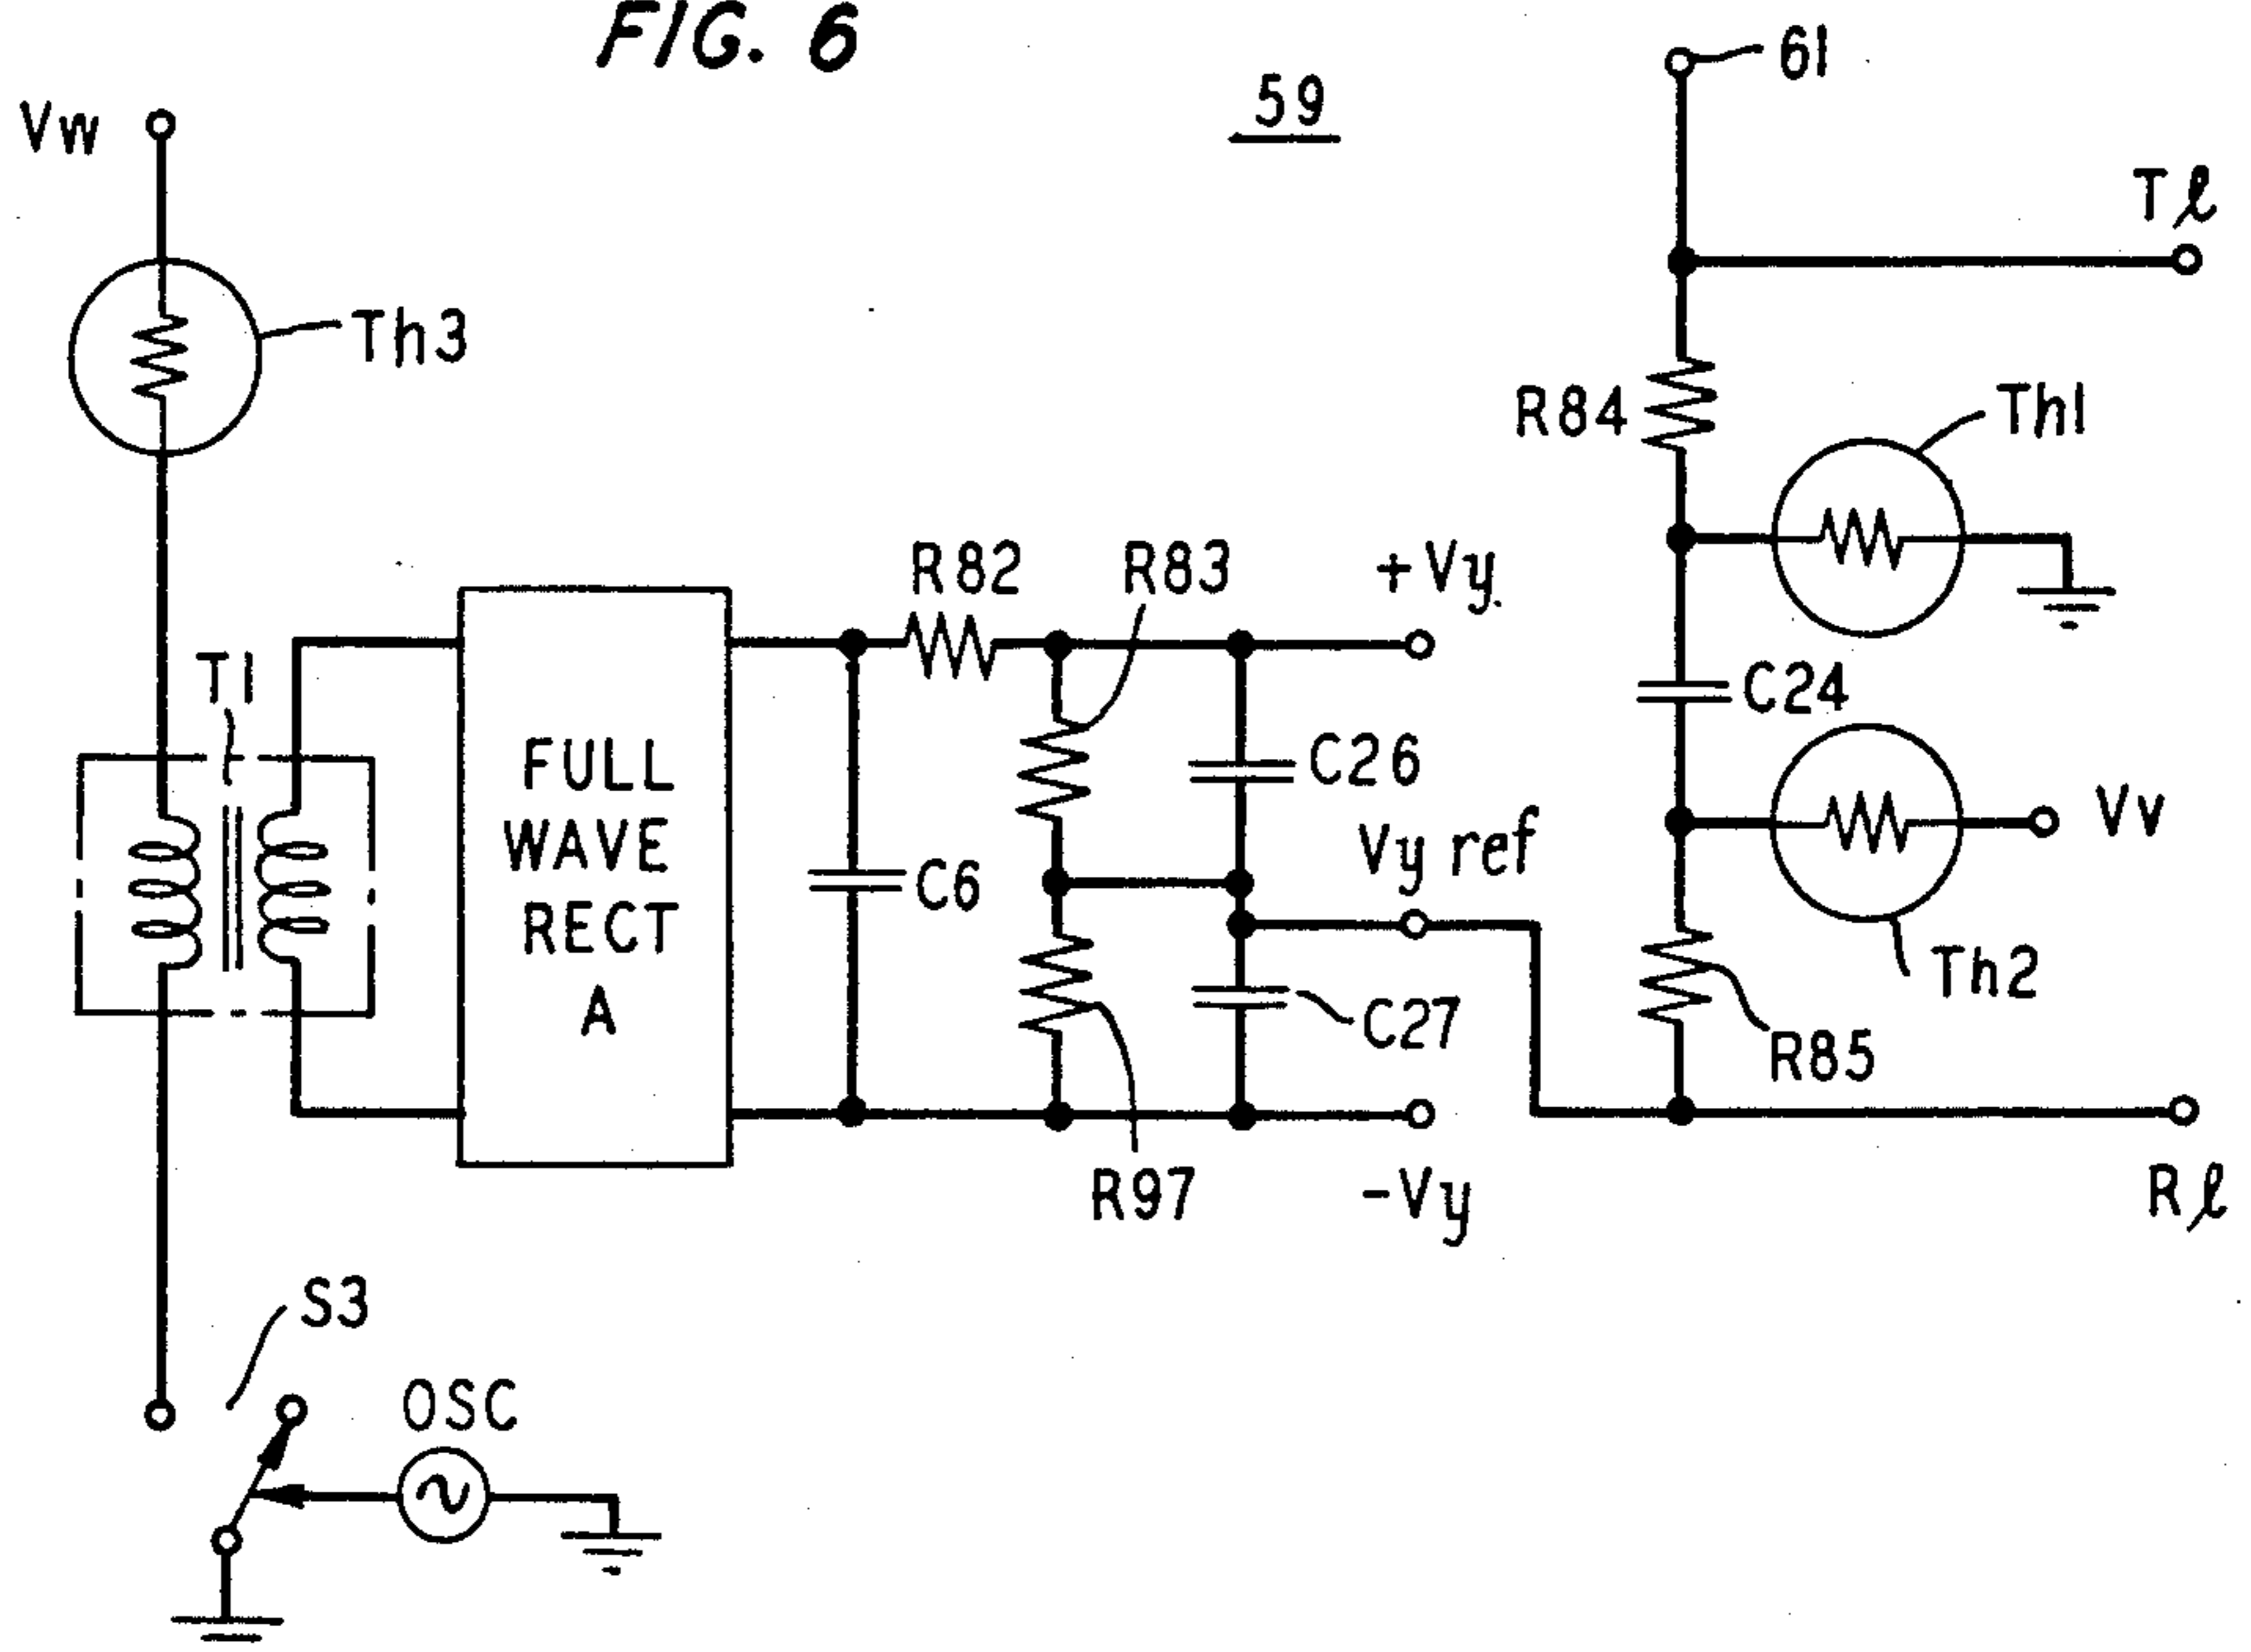 FIG. 6
59
61
Vw
Tℓ
Th3
R84
Th1
R82
R83
+Vy
T1
C24
FULL
WAVE
RECT
A
C26
Vy ref
Vv
C6
Th2
C27
R85
R97
-Vy
Rℓ
S3
OSC